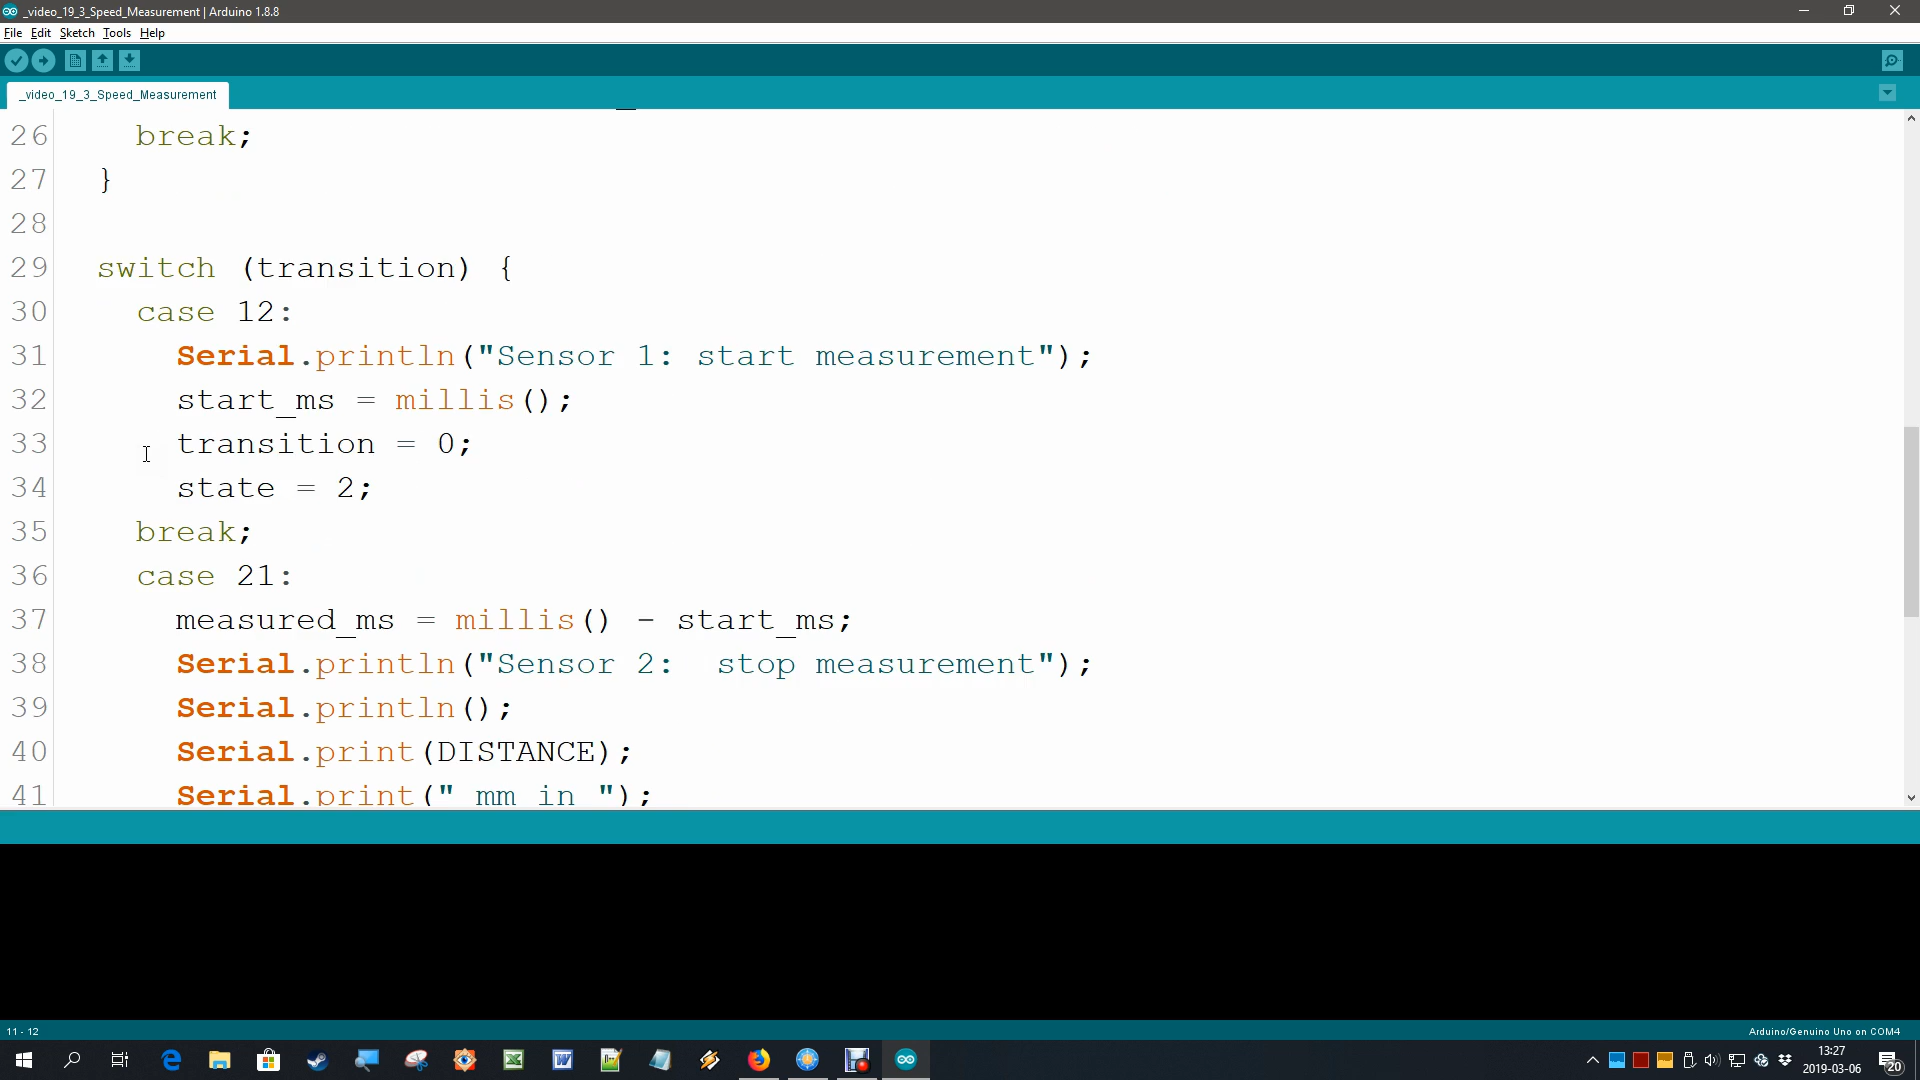 _video_19_3_Speed_Measurement | Arduino 1.8.8
File Edit Sketch Tools Help
_video_19_3_Speed_Measurement
26 break;
27 }
28
29 switch (transition) {
30 case 12:
31 Serial.println("Sensor 1: start measurement");
32 start_ms = millis();
33 transition = 0;
34 state = 2;
35 break;
36 case 21:
37 measured_ms = millis() - start_ms;
38 Serial.println("Sensor 2:  stop measurement");
39 Serial.println();
40 Serial.print(DISTANCE);
41 Serial.print(" mm in ");
11 - 12
Arduino/Genuino Uno on COM4
13:27
2019-03-06
20